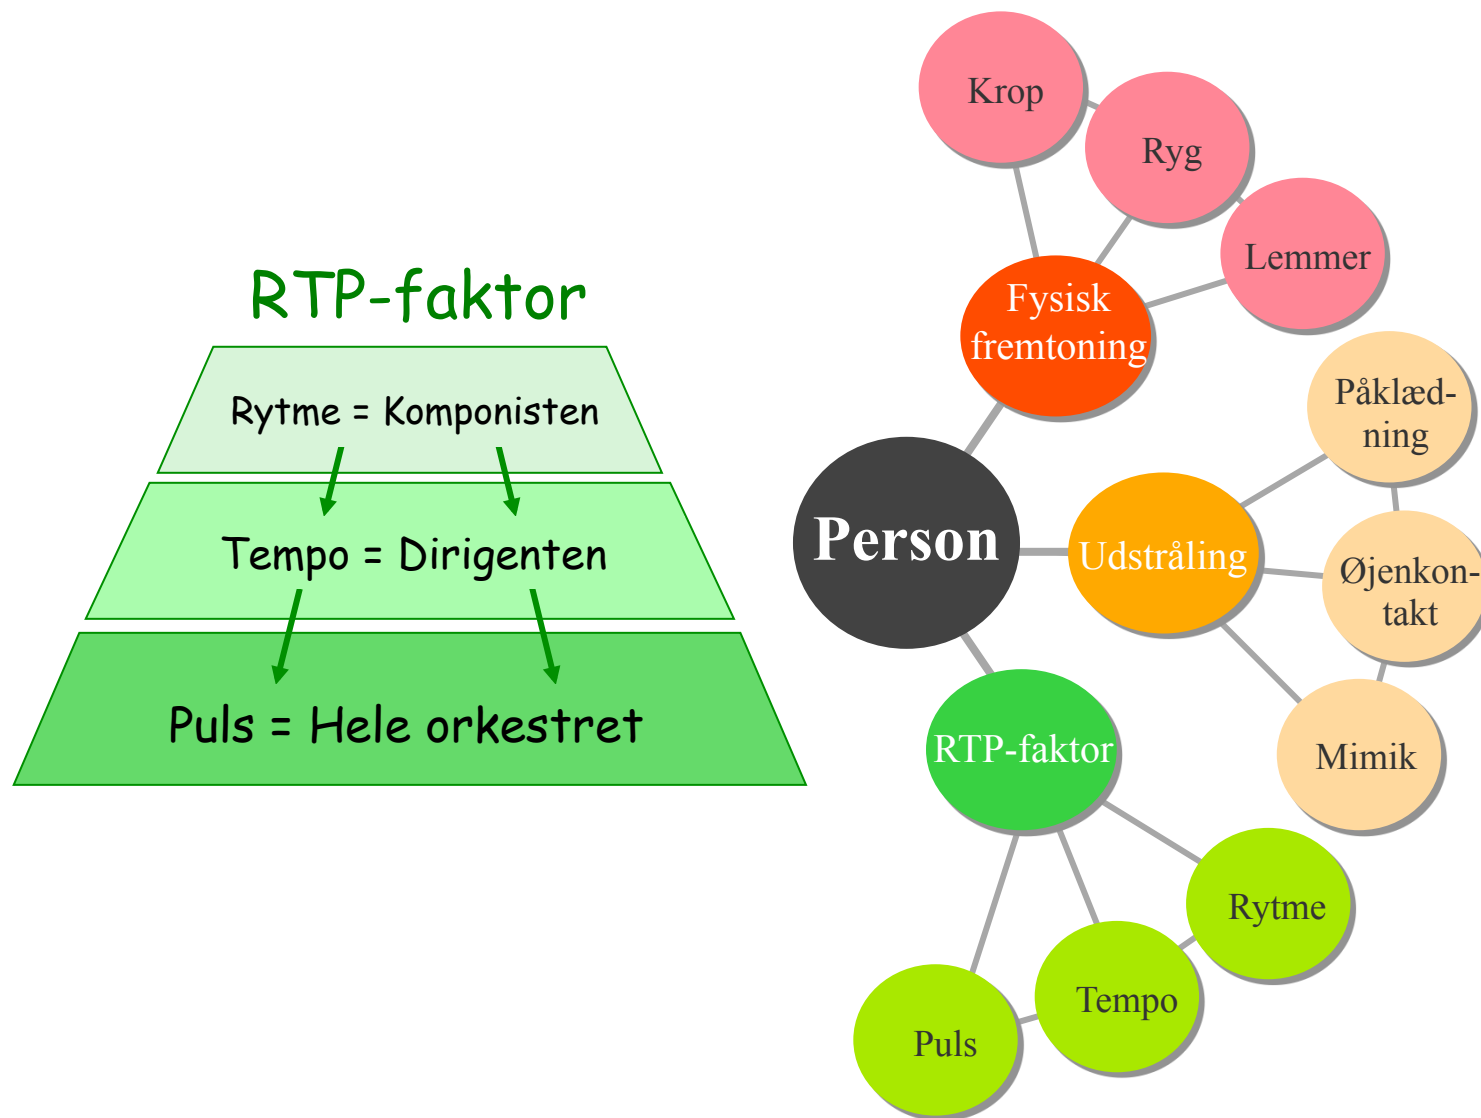 RTP-faktor
Rytme = Komponisten
Tempo = Dirigenten
Puls = Hele orkestret
Krop
Ryg
Lemmer
Fysisk
fremtoning
Påklæd-
ning
Person
Udstråling
Øjenkon-
takt
Mimik
RTP-faktor
Rytme
Tempo
Puls